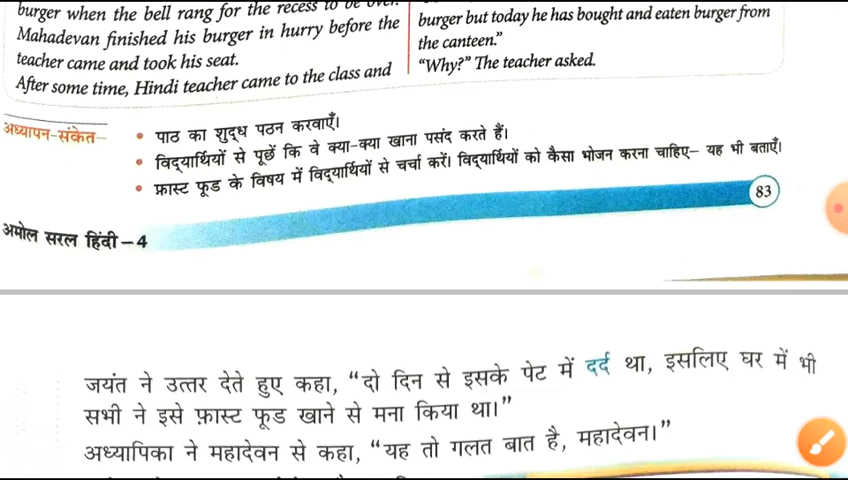 burger when the bell rang for the recess to be over.
Mahadevan finished his burger in hurry before the
teacher came and took his seat.
After some time, Hindi teacher came to the class and
burger but today he has bought and eaten burger from
the canteen."
"Why?" The teacher asked.
अध्यापन-संकेत–
• पाठ का शुद्ध पठन करवाएँ।
• विद्यार्थियों से पूछें कि वे क्या-क्या खाना पसंद करते हैं।
• फ़ास्ट फूड के विषय में विद्यार्थियों से चर्चा करें। विद्यार्थियों को कैसा भोजन करना चाहिए– यह भी बताएँ।
83
अमोल सरल हिंदी–4
जयंत ने उत्तर देते हुए कहा, “दो दिन से इसके पेट में दर्द था, इसलिए घर में भी
सभी ने इसे फ़ास्ट फूड खाने से मना किया था।”
अध्यापिका ने महादेवन से कहा, “यह तो गलत बात है, महादेवन।”